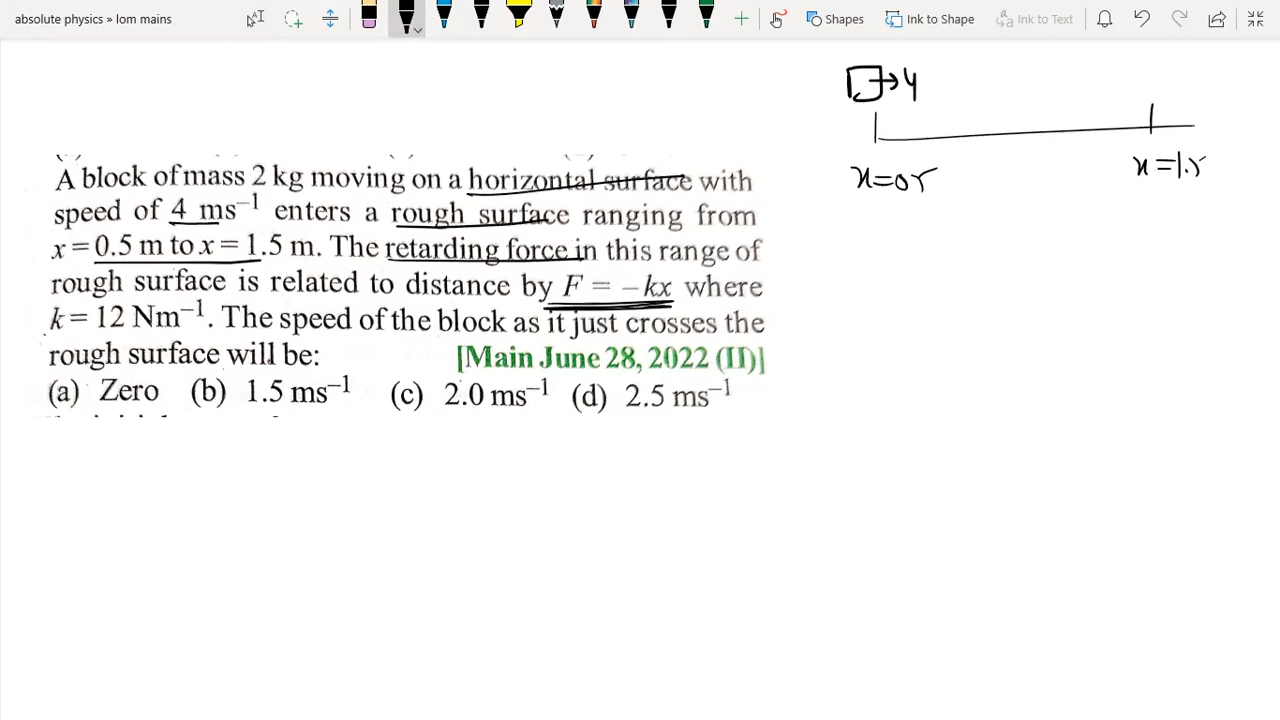 absolute physics » lom mains
Shapes
Ink to Shape
Ink to Text
→ 4
x = 0.5
x = 1.5
A block of mass 2 kg moving on a horizontal surface with
speed of 4 ms⁻¹ enters a rough surface ranging from
x = 0.5 m to x = 1.5 m. The retarding force in this range of
rough surface is related to distance by F = –kx where
k = 12 Nm⁻¹. The speed of the block as it just crosses the
rough surface will be: [Main June 28, 2022 (II)]
(a) Zero (b) 1.5 ms⁻¹ (c) 2.0 ms⁻¹ (d) 2.5 ms⁻¹